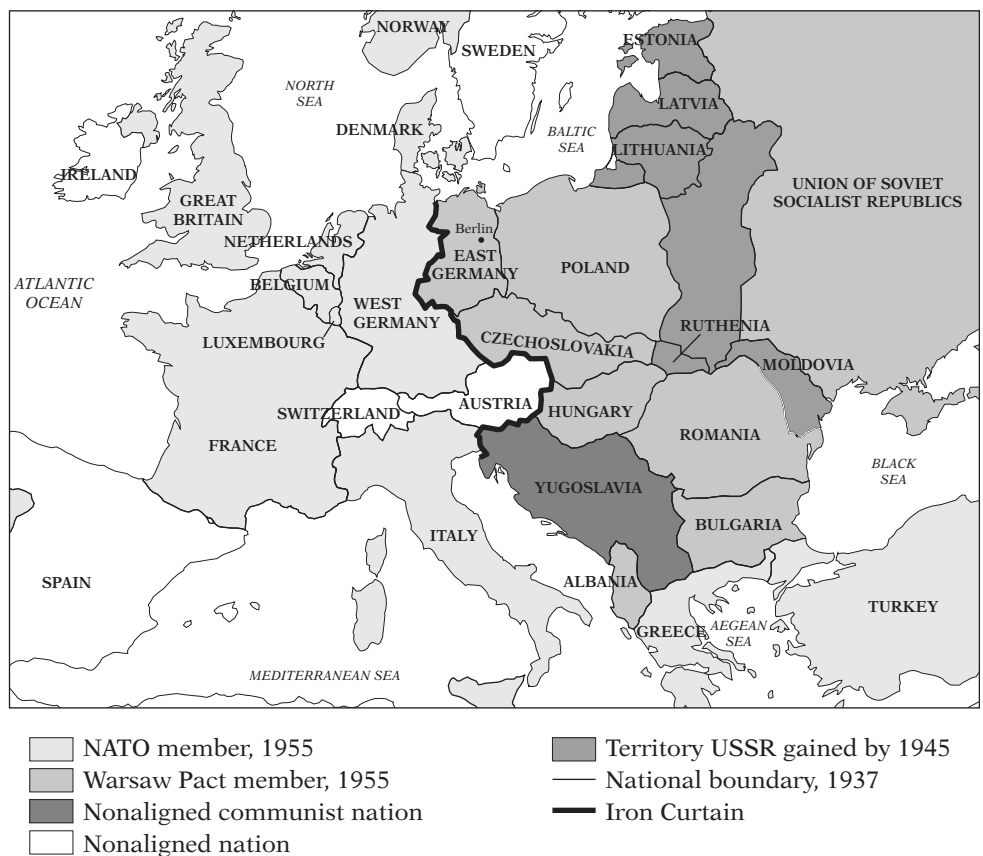 NORWAY
SWEDEN
ESTONIA
NORTH
SEA
LATVIA
DENMARK
BALTIC
SEA
LITHUANIA
IRELAND
UNION OF SOVIET
SOCIALIST REPUBLICS
GREAT
BRITAIN
Berlin
NETHERLANDS
EAST
GERMANY
POLAND
ATLANTIC
OCEAN
BELGIUM
WEST
GERMANY
RUTHENIA
LUXEMBOURG
CZECHOSLOVAKIA
MOLDOVIA
AUSTRIA
SWITZERLAND
HUNGARY
FRANCE
ROMANIA
BLACK
SEA
YUGOSLAVIA
BULGARIA
ITALY
SPAIN
ALBANIA
TURKEY
GREECE
AEGEAN
SEA
MEDITERRANEAN SEA
NATO member, 1955
Warsaw Pact member, 1955
Nonaligned communist nation
Nonaligned nation
Territory USSR gained by 1945
National boundary, 1937
Iron Curtain